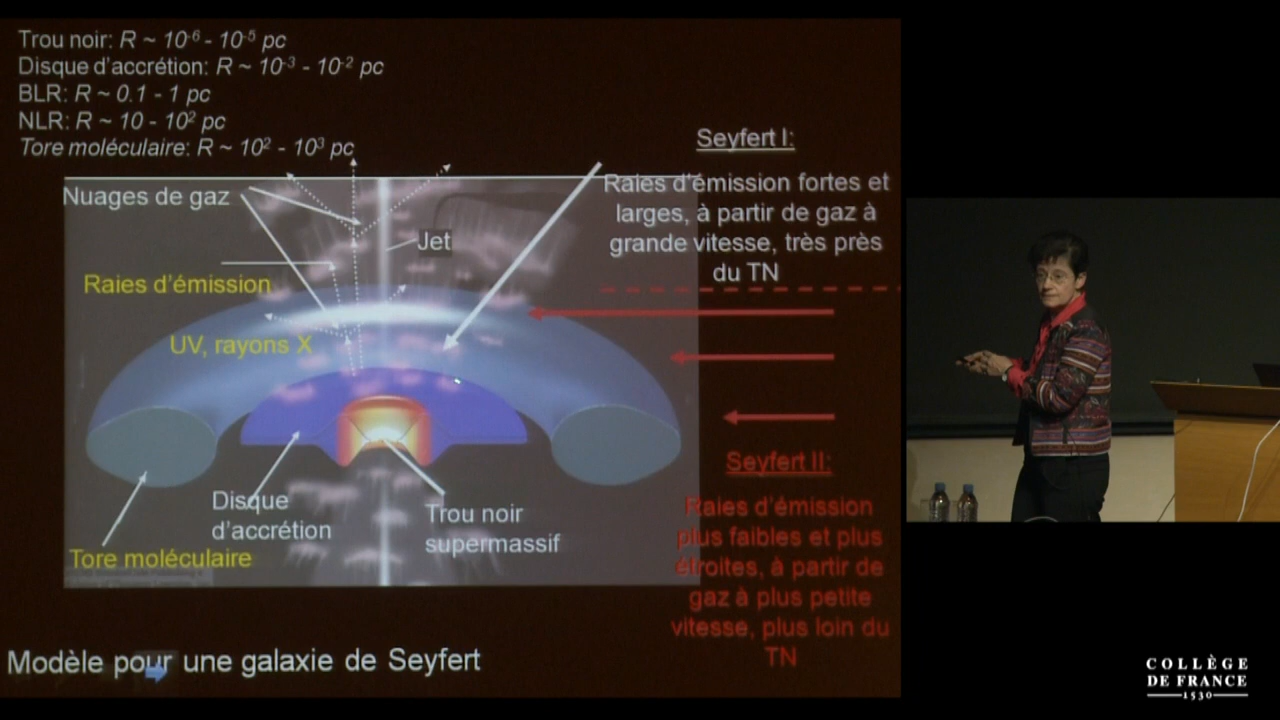 Trou noir: R ~ 10⁻⁶ - 10⁻⁵ pc
Disque d'accrétion: R ~ 10⁻³ - 10⁻² pc
BLR: R ~ 0.1 - 1 pc
NLR: R ~ 10 - 10² pc
Tore moléculaire: R ~ 10² - 10³ pc
Nuages de gaz
Jet
Raies d'émission
UV, rayons X
Disque
d'accrétion
Trou noir
supermassif
Tore moléculaire
Seyfert I:
Raies d'émission fortes et
larges, à partir de gaz à
grande vitesse, très près
du TN
Seyfert II:
Raies d'émission
plus faibles et plus
étroites, à partir de
gaz à plus petite
vitesse, plus loin du
TN
Modèle pour une galaxie de Seyfert
COLLÈGE
DE FRANCE
1530